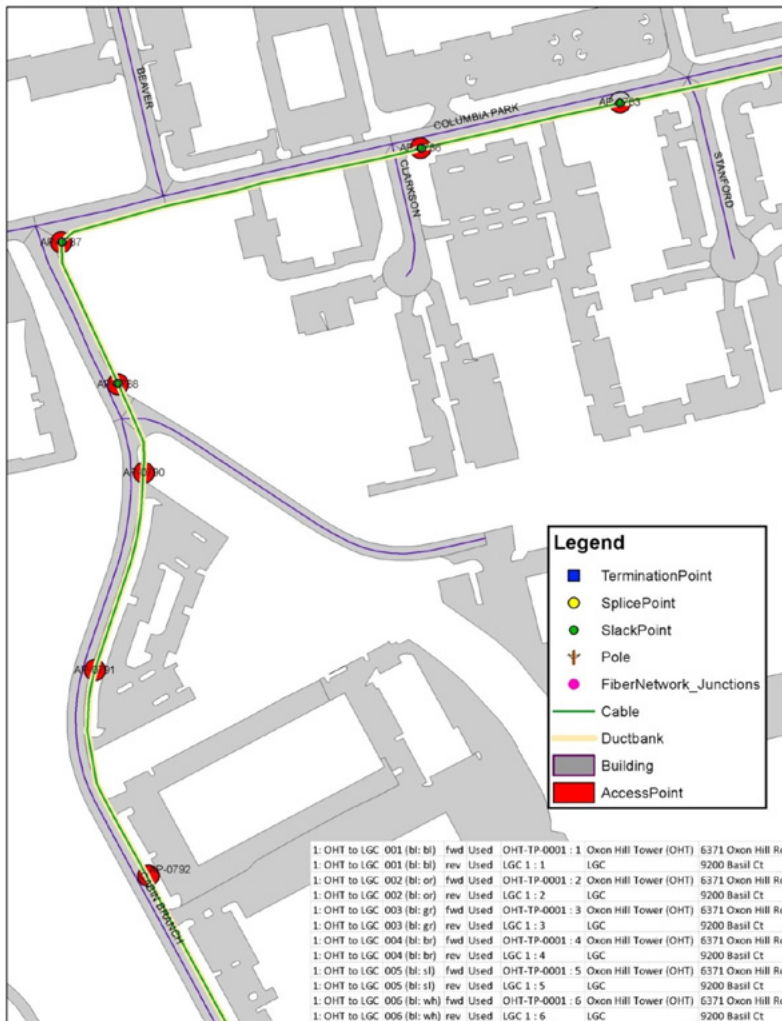 BEAVER
COLUMBIA PARK
CLARKSON
STANFORD
AP-0790
AP-0791
AP-0792
CABIN BRANCH
Legend
TerminationPoint
SplicePoint
SlackPoint
Pole
FiberNetwork_Junctions
Cable
Ductbank
Building
AccessPoint
1: OHT to LGC 001 (bl: bl) fwd Used OHT-TP-0001 : 1 Oxon Hill Tower (OHT) 6371 Oxon Hill Ro
1: OHT to LGC 001 (bl: bl) rev Used LGC 1 : 1 LGC 9200 Basil Ct
1: OHT to LGC 002 (bl: or) fwd Used OHT-TP-0001 : 2 Oxon Hill Tower (OHT) 6371 Oxon Hill Ro
1: OHT to LGC 002 (bl: or) rev Used LGC 1 : 2 LGC 9200 Basil Ct
1: OHT to LGC 003 (bl: gr) fwd Used OHT-TP-0001 : 3 Oxon Hill Tower (OHT) 6371 Oxon Hill Ro
1: OHT to LGC 003 (bl: gr) rev Used LGC 1 : 3 LGC 9200 Basil Ct
1: OHT to LGC 004 (bl: br) fwd Used OHT-TP-0001 : 4 Oxon Hill Tower (OHT) 6371 Oxon Hill Ro
1: OHT to LGC 004 (bl: br) rev Used LGC 1 : 4 LGC 9200 Basil Ct
1: OHT to LGC 005 (bl: sl) fwd Used OHT-TP-0001 : 5 Oxon Hill Tower (OHT) 6371 Oxon Hill Ro
1: OHT to LGC 005 (bl: sl) rev Used LGC 1 : 5 LGC 9200 Basil Ct
1: OHT to LGC 006 (bl: wh) fwd Used OHT-TP-0001 : 6 Oxon Hill Tower (OHT) 6371 Oxon Hill Ro
1: OHT to LGC 006 (bl: wh) rev Used LGC 1 : 6 LGC 9200 Basil Ct